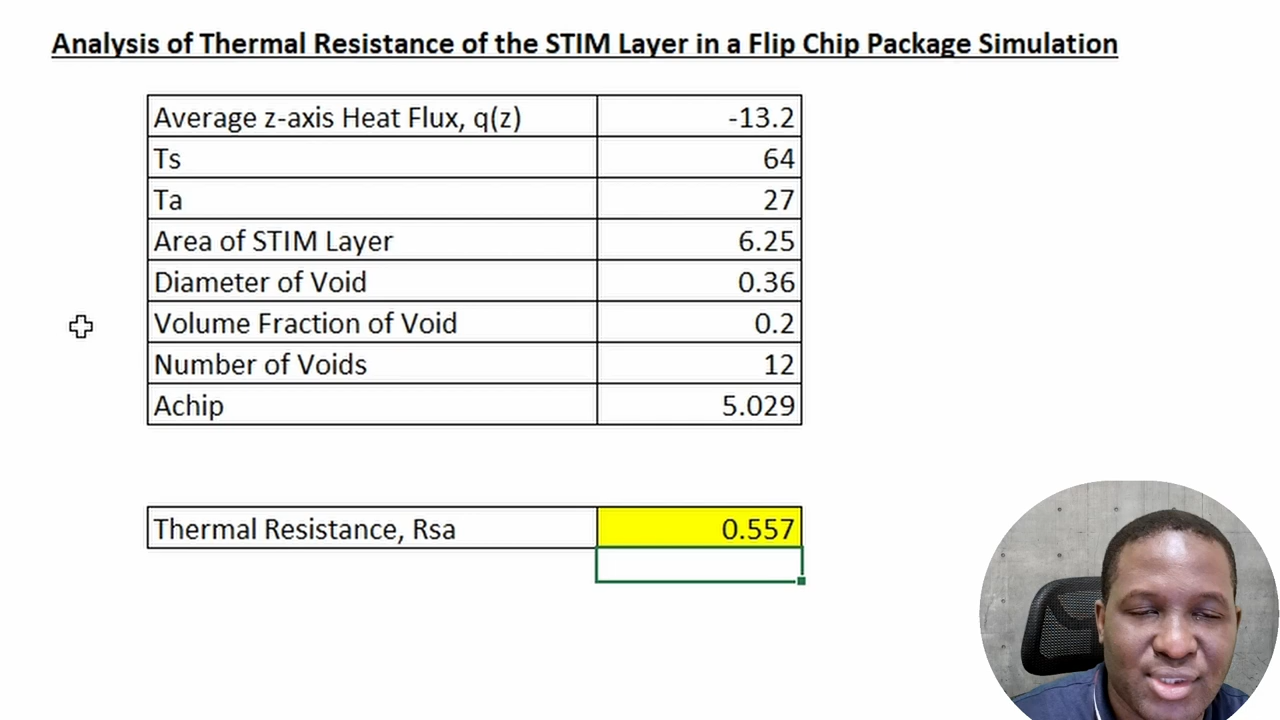 Analysis of Thermal Resistance of the STIM Layer in a Flip Chip Package Simulation
Average z-axis Heat Flux, q(z) -13.2
Ts 64
Ta 27
Area of STIM Layer 6.25
Diameter of Void 0.36
Volume Fraction of Void 0.2
Number of Voids 12
Achip 5.029
Thermal Resistance, Rsa 0.557